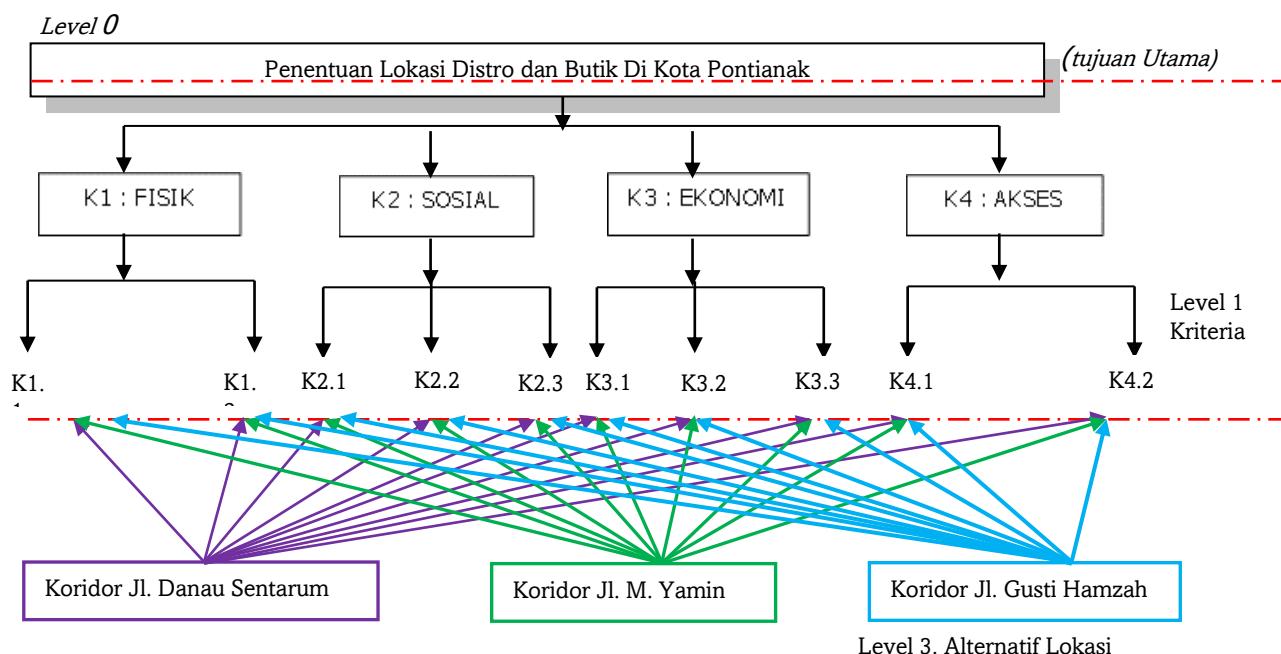 Level 0
Penentuan Lokasi Distro dan Butik Di Kota Pontianak
(tujuan Utama)
K1 : FISIK
K2 : SOSIAL
K3 : EKONOMI
K4 : AKSES
Level 1
Kriteria
K1.
K1.
K2.1
K2.2
K2.3
K3.1
K3.2
K3.3
K4.1
K4.2
Koridor Jl. Danau Sentarum
Koridor Jl. M. Yamin
Koridor Jl. Gusti Hamzah
Level 3. Alternatif Lokasi